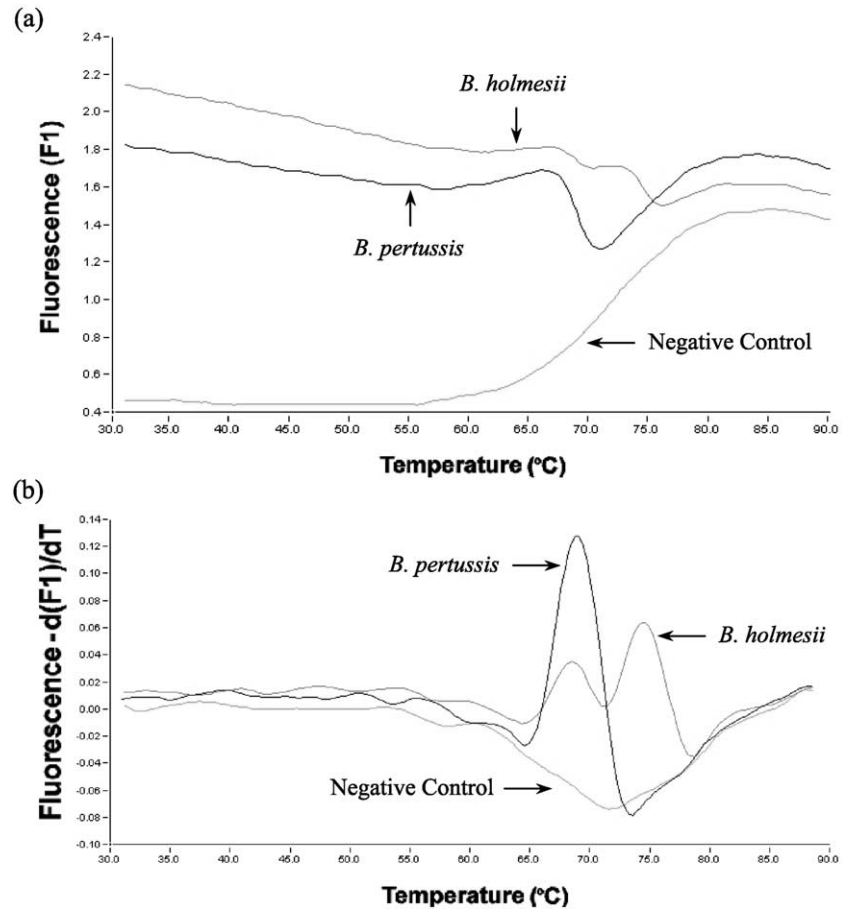 (a)
Fluorescence (F1)
2.4
2.2
2.0
1.8
1.6
1.4
1.2
1.0
0.8
0.6
0.4
B. holmesii
B. pertussis
Negative Control
30.0 35.0 40.0 45.0 50.0 55.0 60.0 65.0 70.0 75.0 80.0 85.0 90.0
Temperature (°C)
(b)
Fluorescence -d(F1)/dT
0.14
0.12
0.10
0.08
0.06
0.04
0.02
0.00
-0.02
-0.04
-0.06
-0.08
-0.10
B. pertussis
B. holmesii
Negative Control
30.0 35.0 40.0 45.0 50.0 55.0 60.0 65.0 70.0 75.0 80.0 85.0 90.0
Temperature (°C)